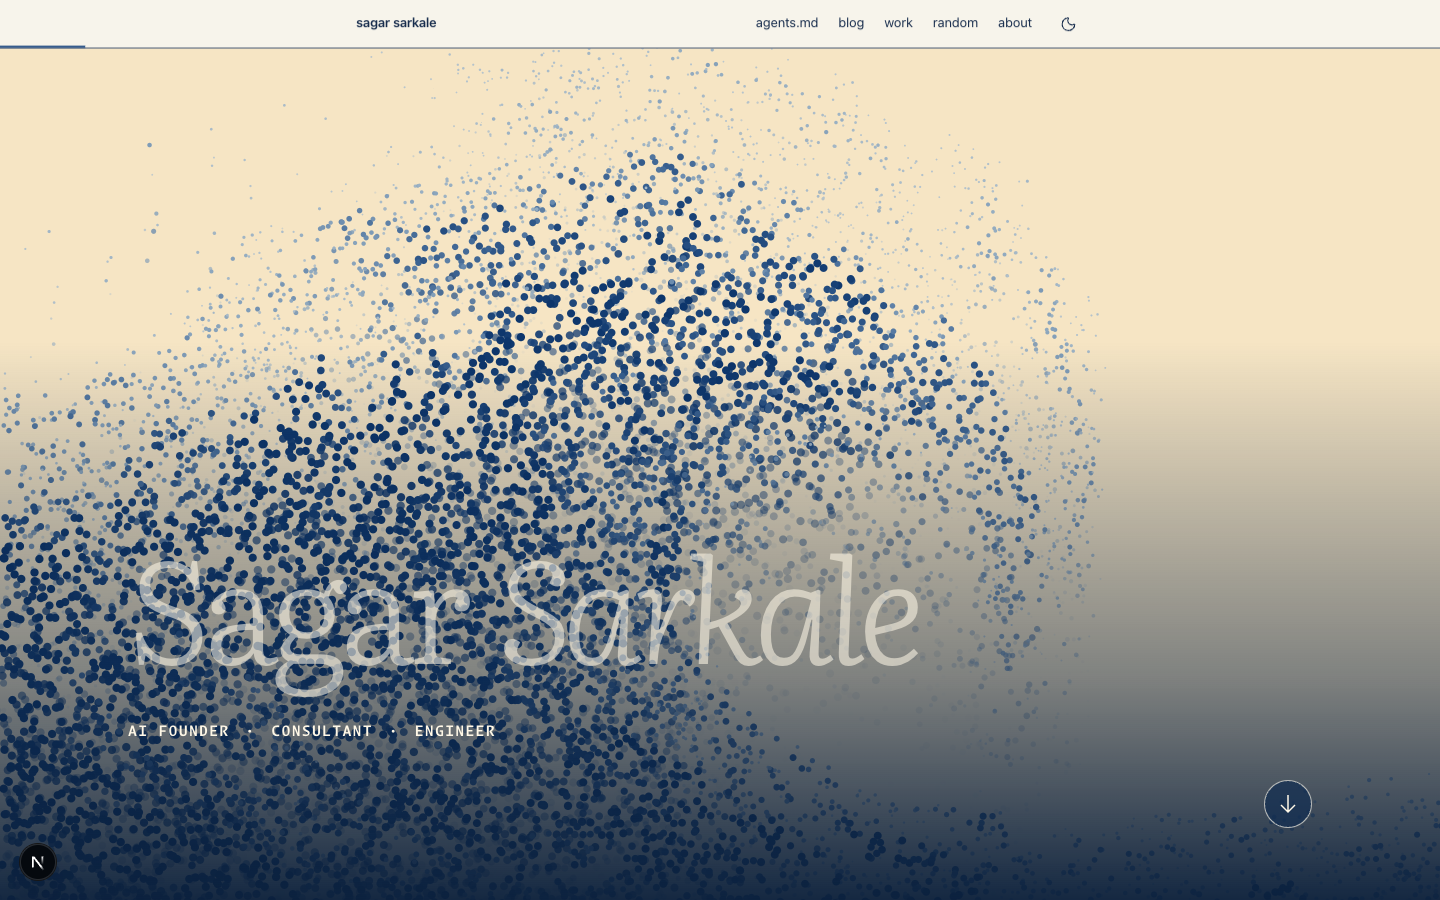 sagar sarkale
agents.md blog work random about
Sagar Sarkale
AI FOUNDER · CONSULTANT · ENGINEER
N